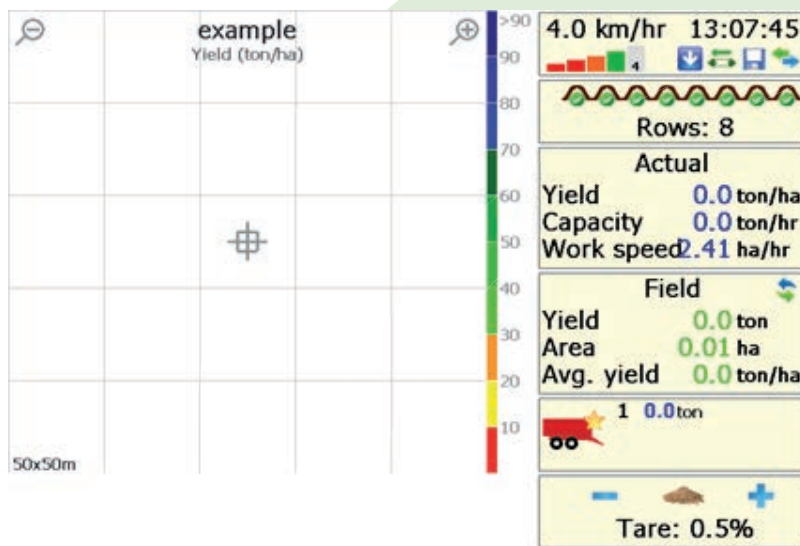 example
Yield (ton/ha)
>90
90
80
70
60
50
40
30
20
10
50x50m
4.0 km/hr 13:07:45
4
Rows: 8
Actual
Yield 0.0 ton/ha
Capacity 0.0 ton/hr
Work speed 2.41 ha/hr
Field
Yield 0.0 ton
Area 0.01 ha
Avg. yield 0.0 ton/ha
1 0.0 ton
Tare: 0.5%